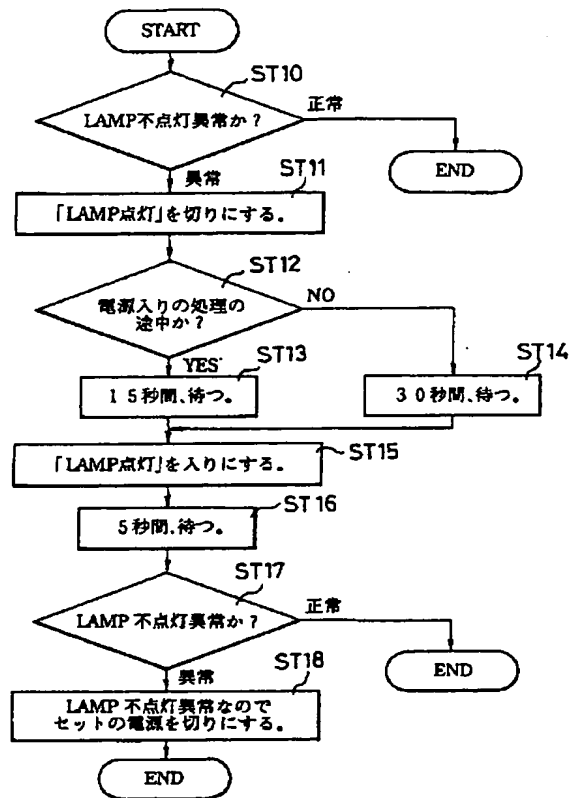 START
ST10
LAMP不点灯異常か？
正常
END
異常
ST11
「LAMP点灯」を切りにする。
ST12
電源入りの処理の
途中か？
NO
YES
ST13
１５秒間、待つ。
ST14
３０秒間、待つ。
「LAMP点灯」を入りにする。
ST15
ST16
5秒間、待つ。
ST17
LAMP不点灯異常か？
正常
END
異常
ST18
LAMP 不点灯異常なので
セットの電源を切りにする。
END